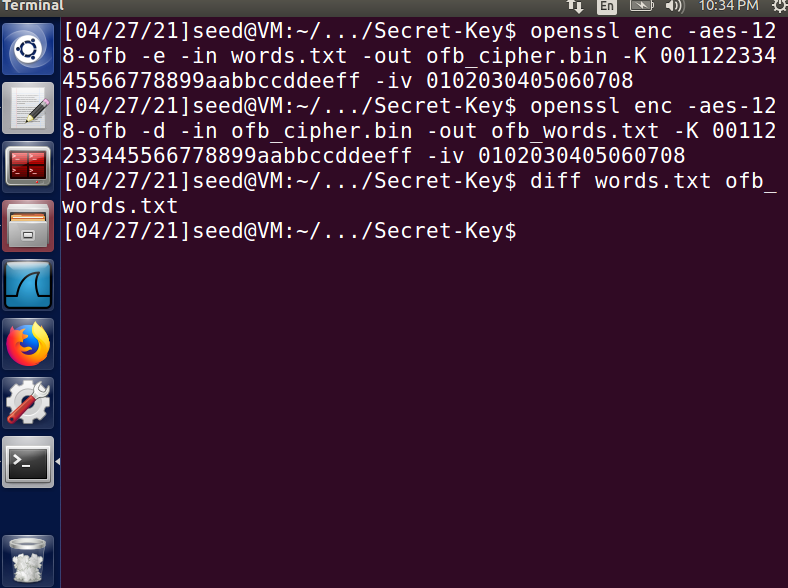 Terminal
En
10:34 PM
[04/27/21]seed@VM:~/.../Secret-Key$ openssl enc -aes-12
8-ofb -e -in words.txt -out ofb_cipher.bin -K 001122334
45566778899aabbccddeeff -iv 0102030405060708
[04/27/21]seed@VM:~/.../Secret-Key$ openssl enc -aes-12
8-ofb -d -in ofb_cipher.bin -out ofb_words.txt -K 00112
233445566778899aabbccddeeff -iv 0102030405060708
[04/27/21]seed@VM:~/.../Secret-Key$ diff words.txt ofb_
words.txt
[04/27/21]seed@VM:~/.../Secret-Key$